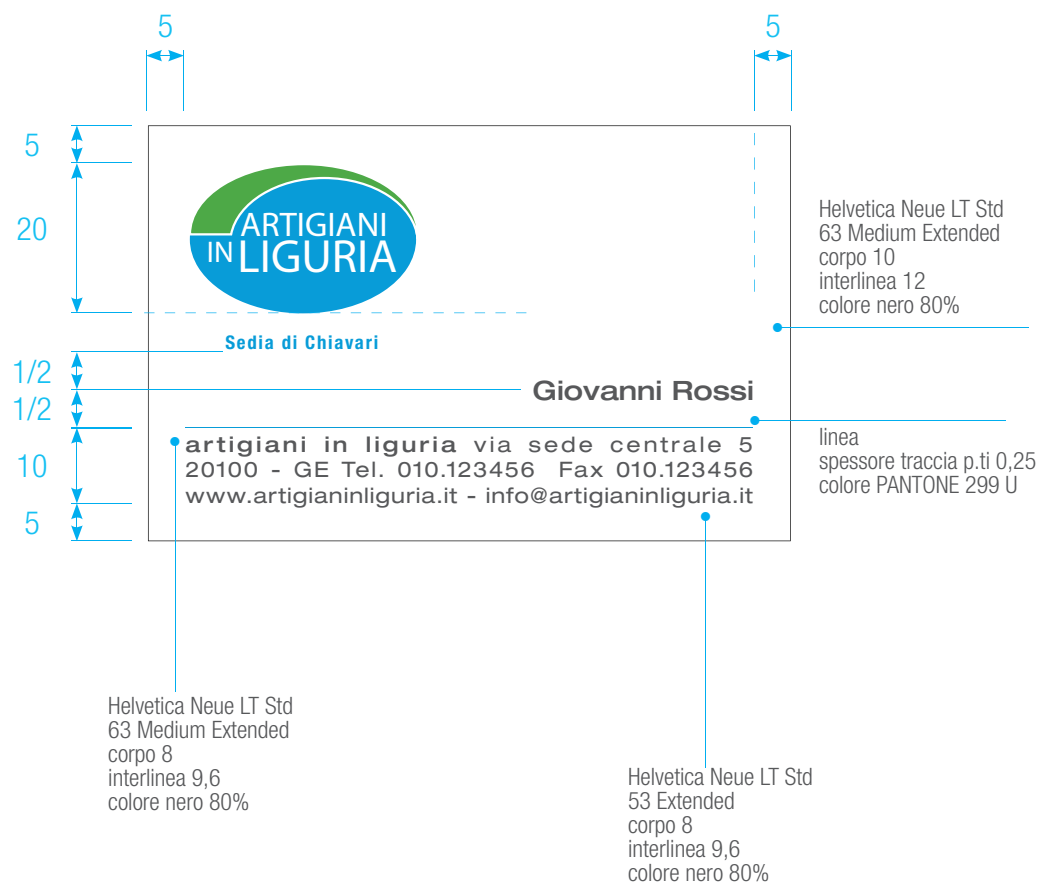 5
5
5
20
ARTIGIANI
IN LIGURIA
Helvetica Neue LT Std
63 Medium Extended
corpo 10
interlinea 12
colore nero 80%
Sedia di Chiavari
1/2
1/2
Giovanni Rossi
linea
spessore traccia p.ti 0,25
colore PANTONE 299 U
10
5
artigiani in liguria via sede centrale 5
20100 - GE Tel. 010.123456 Fax 010.123456
www.artigianinliguria.it - info@artigianinliguria.it
Helvetica Neue LT Std
63 Medium Extended
corpo 8
interlinea 9,6
colore nero 80%
Helvetica Neue LT Std
53 Extended
corpo 8
interlinea 9,6
colore nero 80%